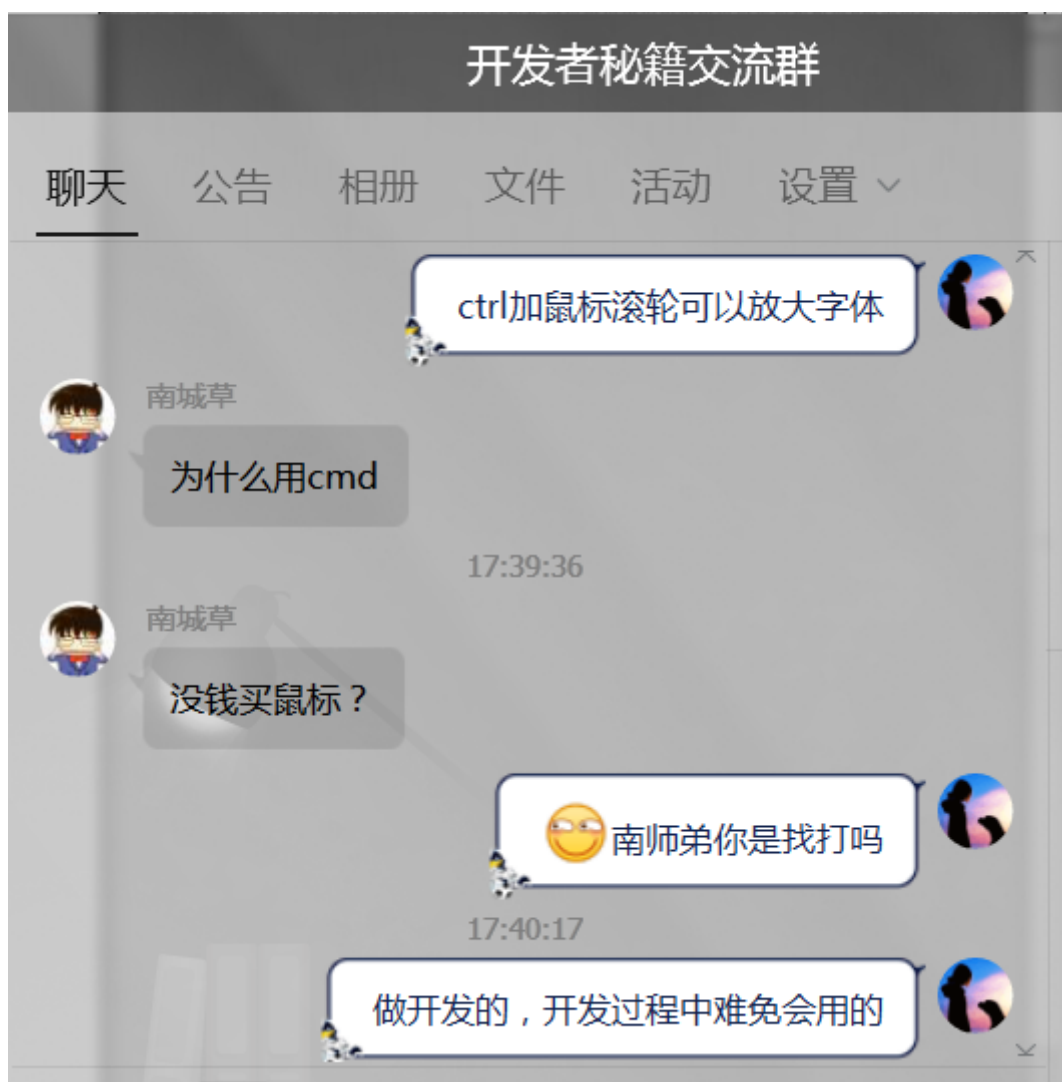 开发者秘籍交流群
聊天 公告 相册 文件 活动 设置
ctrl加鼠标滚轮可以放大字体
南城草
为什么用cmd
17:39:36
南城草
没钱买鼠标？
南师弟你是找打吗
17:40:17
做开发的，开发过程中难免会用的